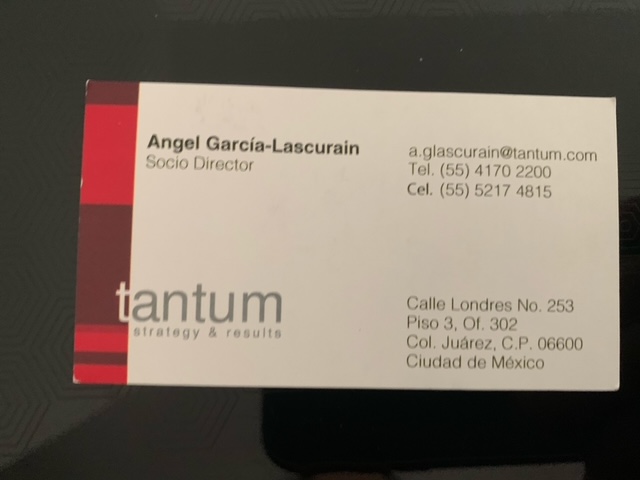 Angel García-Lascurain
Socio Director
a.glascurain@tantum.com
Tel. (55) 4170 2200
Cel. (55) 5217 4815
tantum
strategy & results
Calle Londres No. 253
Piso 3, Of. 302
Col. Juárez, C.P. 06600
Ciudad de México